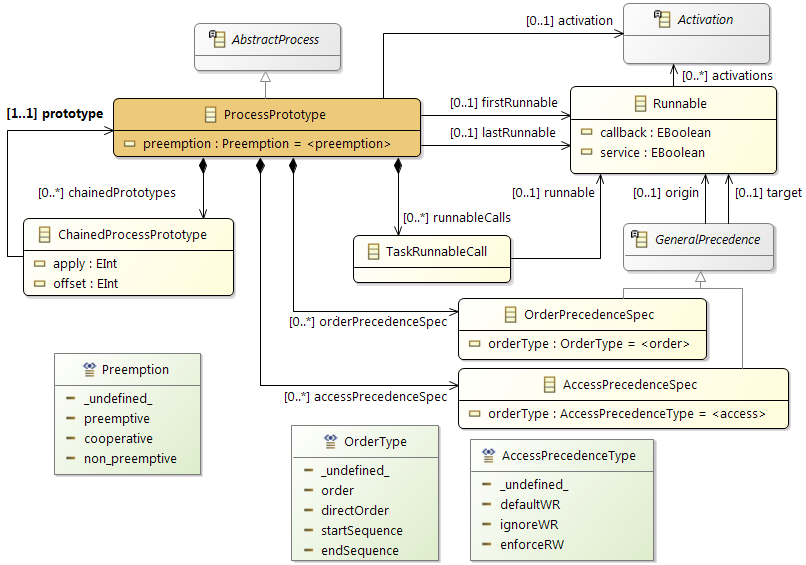 AbstractProcess
[0..1] activation
Activation
[0..*] activations
[1..1] prototype
ProcessPrototype
preemption : Preemption = <preemption>
[0..1] firstRunnable
[0..1] lastRunnable
Runnable
callback : EBoolean
service : EBoolean
[0..*] chainedPrototypes
[0..1] runnable
[0..1] origin
[0..1] target
[0..*] runnableCalls
ChainedProcessPrototype
apply : EInt
offset : EInt
TaskRunnableCall
GeneralPrecedence
[0..*] orderPrecedenceSpec
OrderPrecedenceSpec
orderType : OrderType = <order>
[0..*] accessPrecedenceSpec
AccessPrecedenceSpec
orderType : AccessPrecedenceType = <access>
Preemption
_undefined_
preemptive
cooperative
non_preemptive
OrderType
_undefined_
order
directOrder
startSequence
endSequence
AccessPrecedenceType
_undefined_
defaultWR
ignoreWR
enforceRW